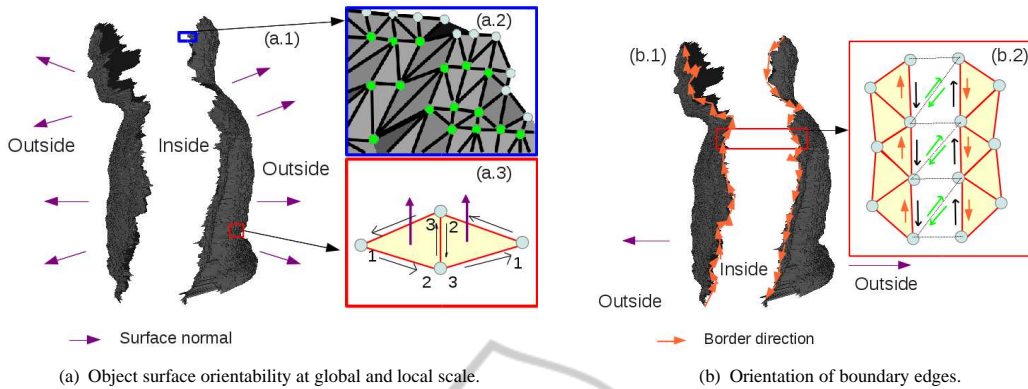 (a.1)
(a.2)
Outside
Inside
Outside
(a.3)
3
2
1
1
2
3
Surface normal
(a) Object surface orientability at global and local scale.
(b.1)
(b.2)
Inside
Outside
Outside
Border direction
(b) Orientation of boundary edges.